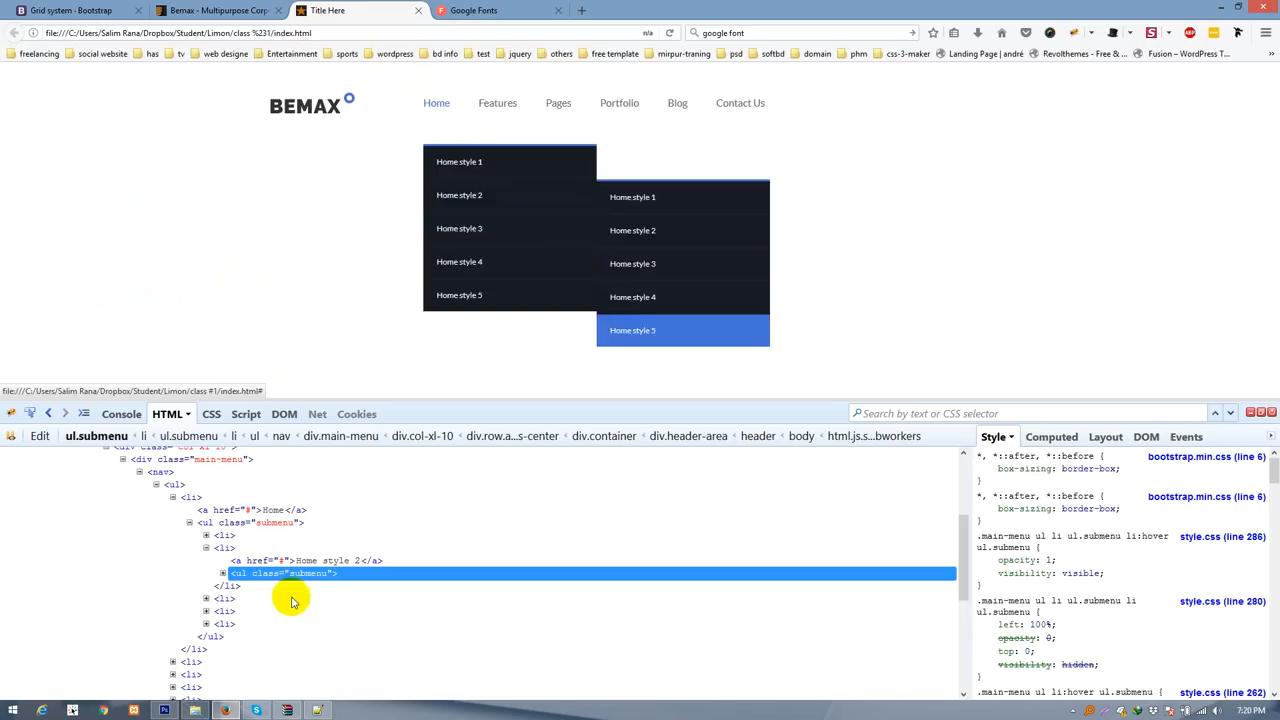 Grid system - Bootstrap
Bemax - Multipurpose Corp
Title Here
Google Fonts
file:///C:/Users/Salim Rana/Dropbox/Student/Limon/class %231/index.html
n/a
google font
freelancing
social website
has
tv
web designe
Entertainment
sports
wordpress
bd info
test
jquery
others
free template
mirpur-traning
psd
softbd
domain
phm
css-3-maker
Landing Page | andré
Revolthemes - Free & ...
Fusion – WordPress T...
BEMAX
Home
Features
Pages
Portfolio
Blog
Contact Us
Home style 1
Home style 2
Home style 3
Home style 4
Home style 5
Home style 1
Home style 2
Home style 3
Home style 4
Home style 5
file:///C:/Users/Salim Rana/Dropbox/Student/Limon/class #1/index.html#
Console
HTML
CSS
Script
DOM
Net
Cookies
Search by text or CSS selector
Edit
ul.submenu
li
ul.submenu
li
ul
nav
div.main-menu
div.col-xl-10
div.row.a...s-center
div.container
div.header-area
header
body
html.js.s...bworkers
Style
Computed
Layout
DOM
Events
<div class="main-menu">
<nav>
<ul>
<li>
<a href="#">Home</a>
<ul class="submenu">
<li>
<li>
<a href="#">Home style 2</a>
<ul class="submenu">
</li>
<li>
<li>
<li>
</ul>
</li>
<li>
<li>
<li>
*, *::after, *::before {
bootstrap.min.css (line 6)
box-sizing: border-box;
}
*, *::after, *::before {
bootstrap.min.css (line 6)
box-sizing: border-box;
}
.main-menu ul li ul.submenu li:hover
style.css (line 286)
ul.submenu {
opacity: 1;
visibility: visible;
}
.main-menu ul li ul.submenu li
style.css (line 280)
ul.submenu {
left: 100%;
opacity: 0;
top: 0;
visibility: hidden;
}
.main-menu ul li:hover ul.submenu {
style.css (line 262)
7:20 PM